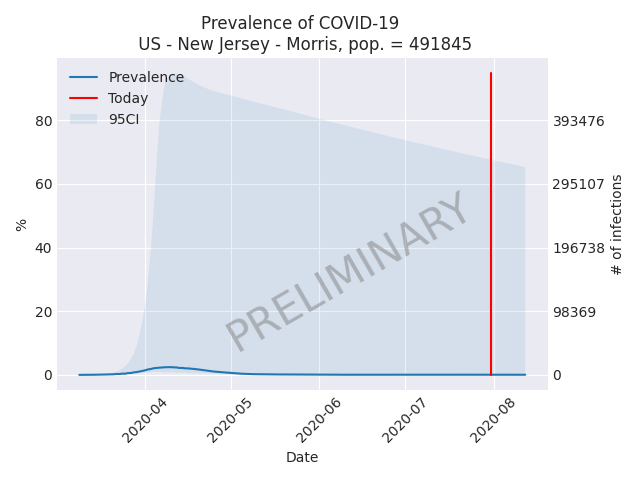 Prevalence of COVID-19
US - New Jersey - Morris, pop. = 491845
Prevalence
Today
95CI
80
60
40
20
0
%
393476
295107
196738
98369
0
# of infections
PRELIMINARY
2020-04
2020-05
2020-06
2020-07
2020-08
Date